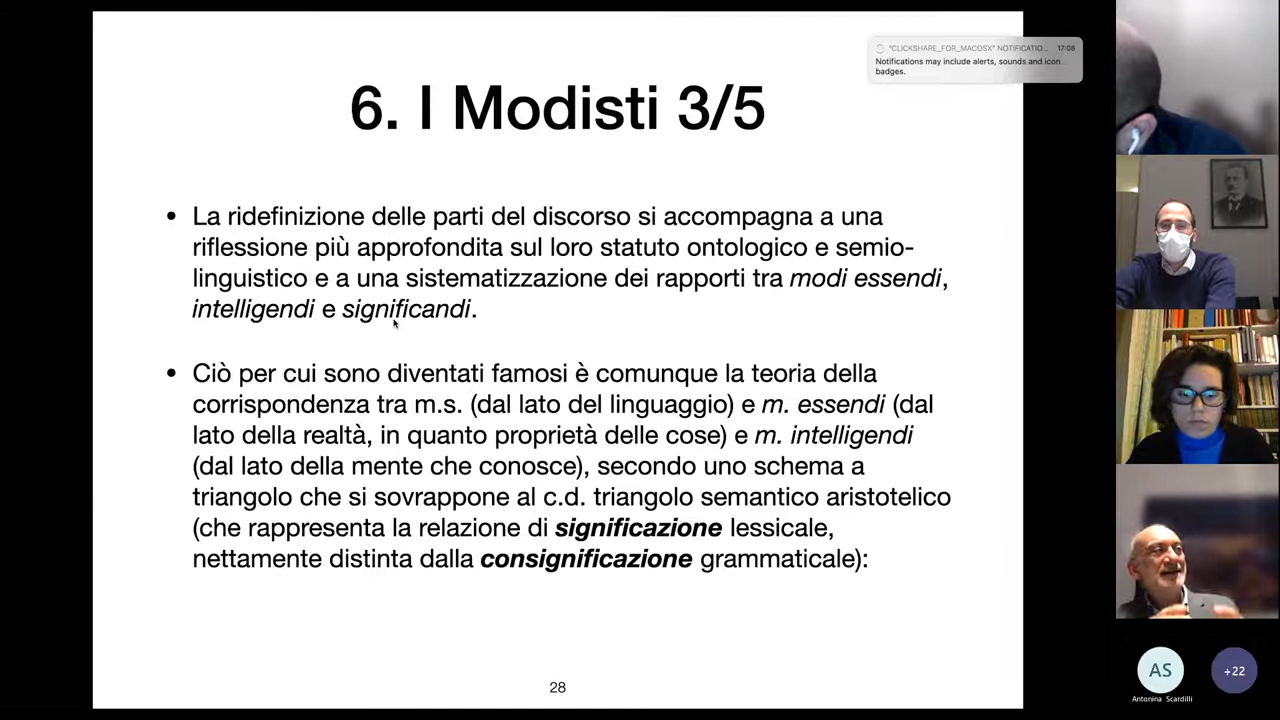 "CLICKSHARE_FOR_MACOSX" NOTIFICATIO... 17:08
Notifications may include alerts, sounds and icon
badges.
6. I Modisti 3/5
• La ridefinizione delle parti del discorso si accompagna a una
riflessione più approfondita sul loro statuto ontologico e semio-
linguistico e a una sistematizzazione dei rapporti tra modi essendi,
intelligendi e significandi.
• Ciò per cui sono diventati famosi è comunque la teoria della
corrispondenza tra m.s. (dal lato del linguaggio) e m. essendi (dal
lato della realtà, in quanto proprietà delle cose) e m. intelligendi
(dal lato della mente che conosce), secondo uno schema a
triangolo che si sovrappone al c.d. triangolo semantico aristotelico
(che rappresenta la relazione di significazione lessicale,
nettamente distinta dalla consignificazione grammaticale):
28
AS
+22
Antonina Scardilli